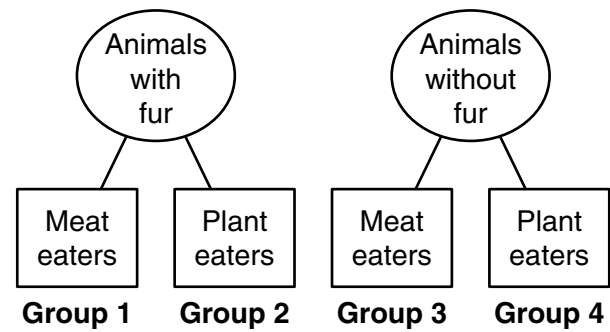 Animals
with
fur
Animals
without
fur
Meat
eaters
Plant
eaters
Meat
eaters
Plant
eaters
Group 1
Group 2
Group 3
Group 4